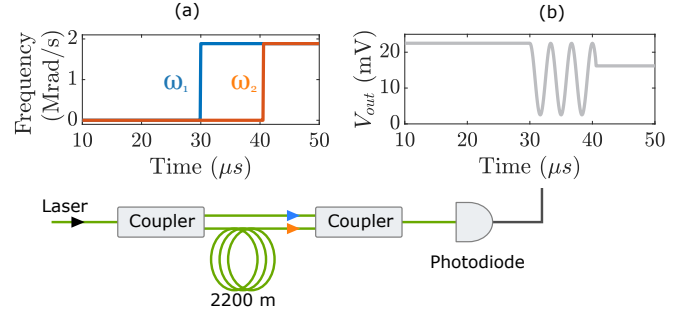 (a)
(b)
Frequency
(Mrad/s)
2
1
0
ω₁
ω₂
10 20 30 40 50
Time (μs)
V_out (mV)
20
10
0
10 20 30 40 50
Time (μs)
Laser
Coupler
Coupler
Photodiode
2200 m